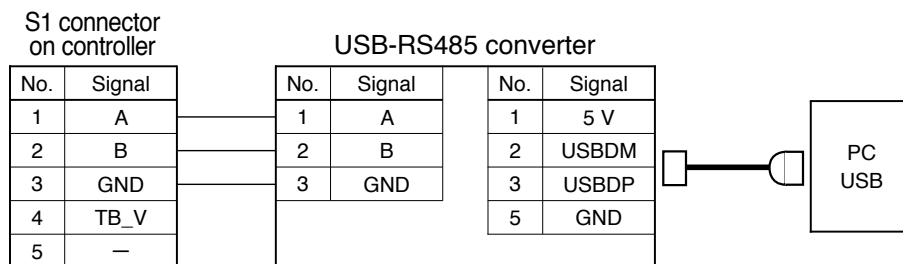 S1 connector
on controller
USB-RS485 converter
No. Signal
1 A
2 B
3 GND
4 TB_V
5 —
No. Signal
1 A
2 B
3 GND
No. Signal
1 5 V
2 USBDM
3 USBDP
5 GND
PC
USB